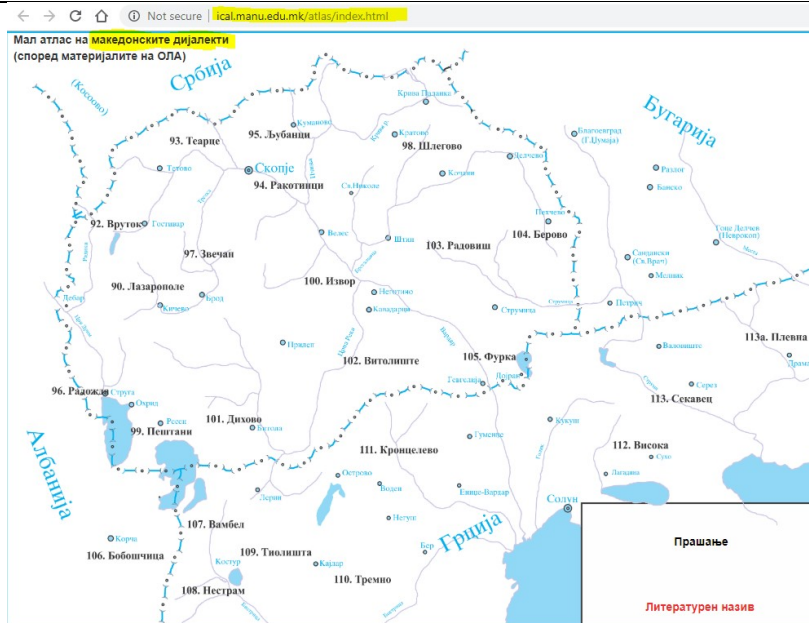 Not secure | ical.manu.edu.mk/atlas/index.html
Мал атлас на македонските дијалекти
(според материјалите на ОЛА)
Србија
(Косово)
Крива Паланка
Бугарија
93. Теарце
95. Љубанци
Куманово
Кратово
98. Шлегово
Благоевград
(Г.Џумаја)
Делчево
Тетово
Скопје
Кочани
Разлог
94. Ракотинци
Св.Николе
Банско
Пехчево
92. Вруток
Гостивар
104. Берово
Гоце Делчев
(Неврокоп)
Велес
Штип
103. Радовиш
97. Звечан
Сандански
(Св.Врач)
Мелник
100. Извор
90. Лазарополе
Неготино
Дебар
Кичево
Брод
Кавадарци
Струмица
Петрич
Прилеп
Црна Река
Вардар
113а. Плевна
102. Витолиште
105. Фурка
Валовиште
Драма
Гевгелија
Дојран
96. Радожда
Струга
Серез
113. Секавец
Охрид
Ресен
101. Дихово
99. Пештани
Битола
Кукуш
Гуменџе
111. Кронцелево
112. Висока
Сухо
Албанија
Острово
Лерин
Воден
Енице-Вардар
Солун
107. Вамбел
Негуш
Грција
Прашање
Корча
106. Бобошчица
109. Тиолишта
Бер
Костур
Кајлар
110. Тремно
108. Нестрам
Бистрица
Литературен назив